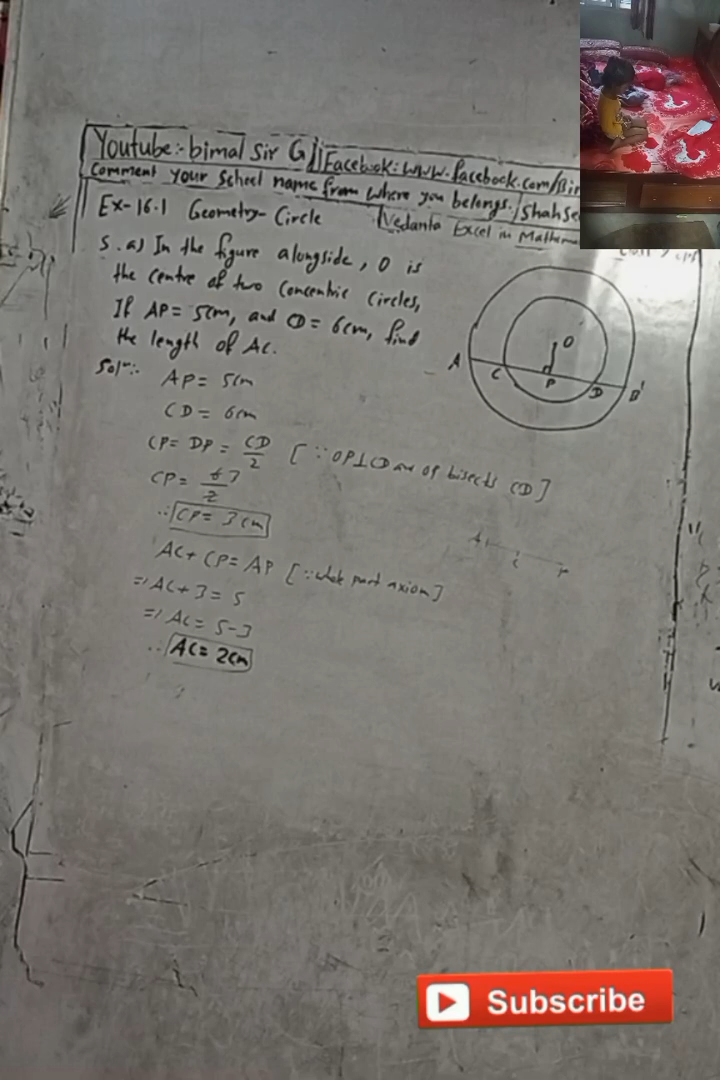 Youtube:- bimal Sir G
Facebook: www.facebook.com/
Comment your School name from where you belongs.
Ex-16.1 Geometry- Circle
Vedanta Excel in
5. a) In the figure alongside, O is
the centre of two concentric circles,
If AP = 5cm, and CD = 6cm, find
the length of AC.
Solⁿ:-
AP = 5cm
CD = 6cm
CP = DP = CD/2 [∵ OP⊥CD and OP bisects CD]
CP = 6/2 3
∴ CP = 3cm
AC + CP = AP [∵ whole part axiom]
⇒ AC + 3 = 5
⇒ AC = 5-3
∴ AC = 2cm
O
A
C
P
D
B
A
C
P
Subscribe